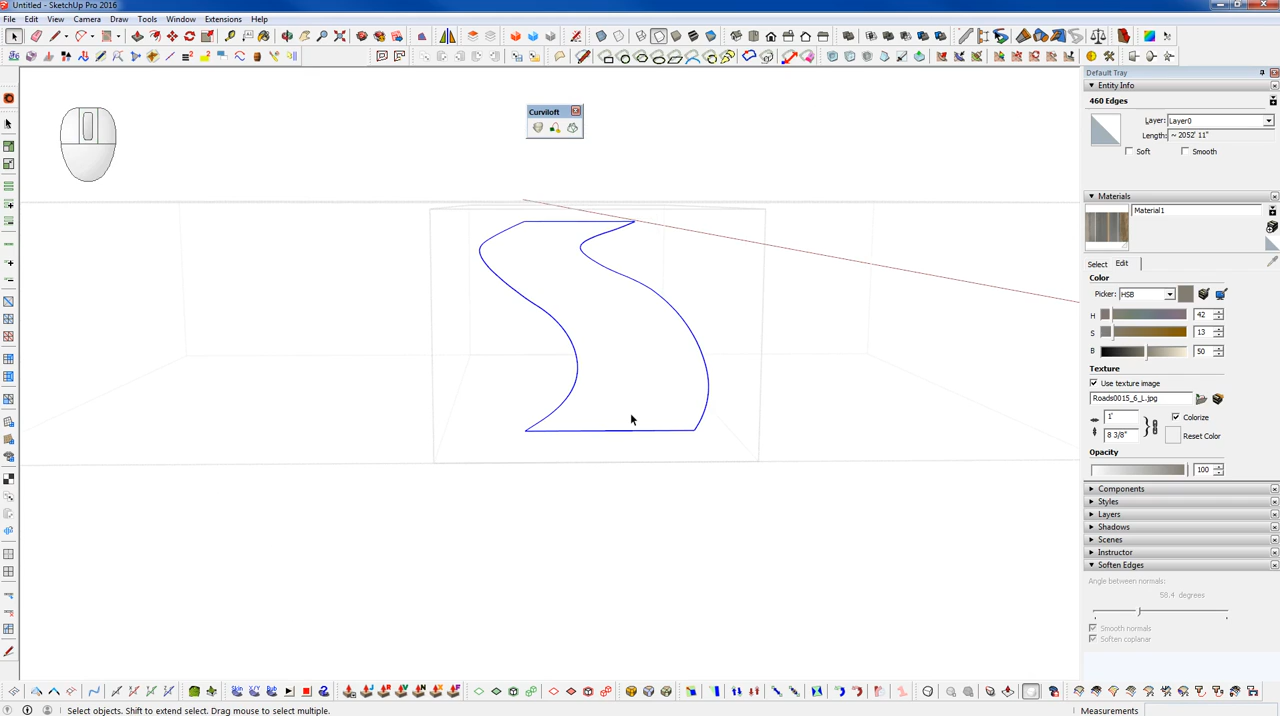 Untitled - SketchUp Pro 2016
File Edit View Camera Draw Tools Window Extensions Help
Default Tray
Entity Info
460 Edges
Layer: Layer0
Length: ~ 2052' 11"
Soft Smooth
Curviloft
Materials
Material1
Select Edit
Color
Picker: HSB
H 42
S 13
B 50
Texture
Use texture image
Roads0015_6_L.jpg
1'
Colorize
8 3/8"
Reset Color
Opacity
100
Components
Styles
Layers
Shadows
Scenes
Instructor
Soften Edges
Angle between normals:
58.4 degrees
Smooth normals
Soften coplanar
Select objects. Shift to extend select. Drag mouse to select multiple.
Measurements